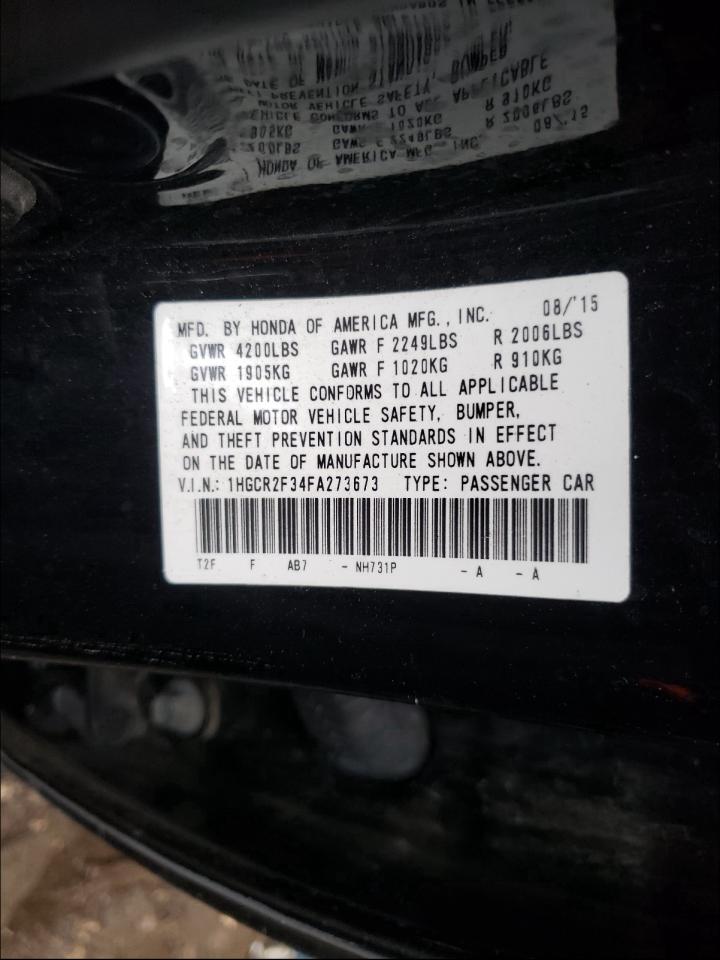 MFD. BY HONDA OF AMERICA MFG., INC. 08/'15
GVWR 4200LBS GAWR F 2249LBS R 2006LBS
GVWR 1905KG GAWR F 1020KG R 910KG
THIS VEHICLE CONFORMS TO ALL APPLICABLE
FEDERAL MOTOR VEHICLE SAFETY, BUMPER,
AND THEFT PREVENTION STANDARDS IN EFFECT
ON THE DATE OF MANUFACTURE SHOWN ABOVE.
V.I.N.: 1HGCR2F34FA273673 TYPE: PASSENGER CAR
T2F F AB7 - NH731P - A - A